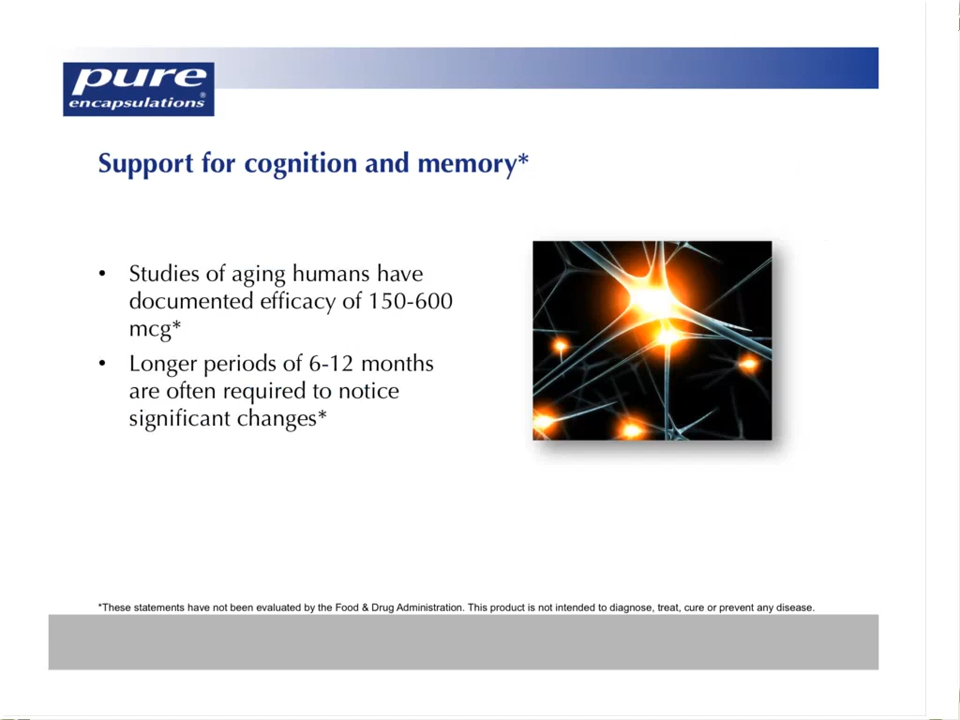 pure
encapsulations®
Support for cognition and memory*
• Studies of aging humans have
documented efficacy of 150-600
mcg*
• Longer periods of 6-12 months
are often required to notice
significant changes*
*These statements have not been evaluated by the Food & Drug Administration. This product is not intended to diagnose, treat, cure or prevent any disease.